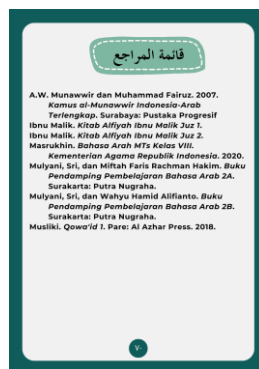 قائمة المراجع
A.W. Munawwir dan Muhammad Fairuz. 2007.
Kamus al-Munawwir Indonesia-Arab
Terlengkap. Surabaya: Pustaka Progresif
Ibnu Malik. Kitab Alfiyah Ibnu Malik Juz 1.
Ibnu Malik. Kitab Alfiyah Ibnu Malik Juz 2.
Masrukhin. Bahasa Arah MTs Kelas VIII.
Kementerian Agama Republik Indonesia. 2020.
Mulyani, Sri, dan Miftah Faris Rachman Hakim. Buku
Pendamping Pembelajaran Bahasa Arab 2A.
Surakarta: Putra Nugraha.
Mulyani, Sri, dan Wahyu Hamid Alifianto. Buku
Pendamping Pembelajaran Bahasa Arab 2B.
Surakarta: Putra Nugraha.
Musliki. Qowa'id 1. Pare: Al Azhar Press. 2018.
٧٠